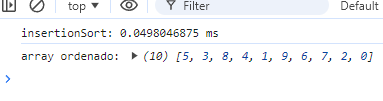 top Filter Default
insertionSort: 0.0498046875 ms
array ordenado: ▶ (10) [5, 3, 8, 4, 1, 9, 6, 7, 2, 0]